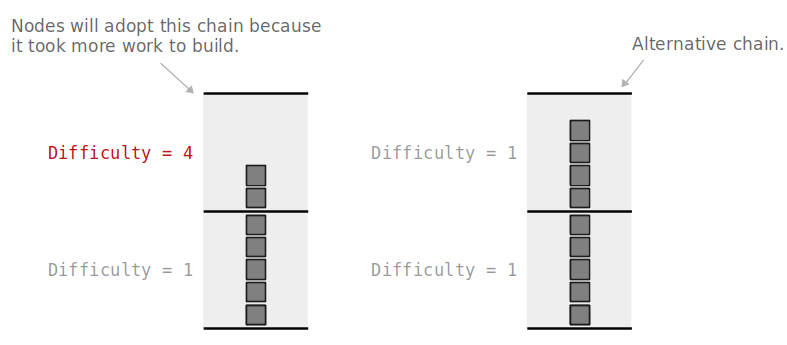 Nodes will adopt this chain because
it took more work to build.
Alternative chain.
Difficulty = 4
Difficulty = 1
Difficulty = 1
Difficulty = 1